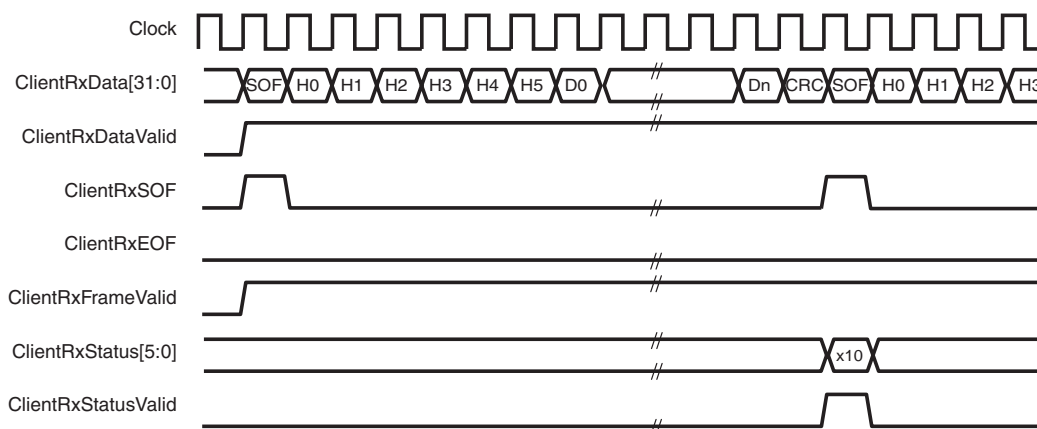 Clock
ClientRxData[31:0] SOF H0 H1 H2 H3 H4 H5 D0 Dn CRC SOF H0 H1 H2 H3
ClientRxDataValid
ClientRxSOF
ClientRxEOF
ClientRxFrameValid
ClientRxStatus[5:0] x10
ClientRxStatusValid